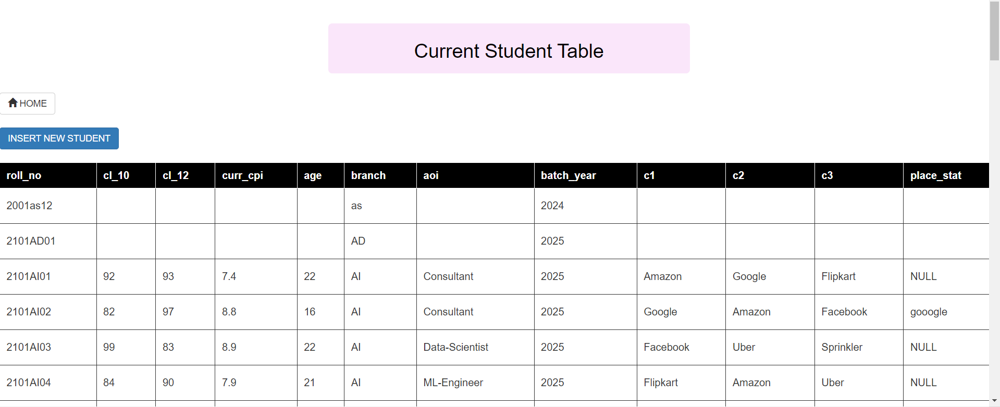 Current Student Table
HOME
INSERT NEW STUDENT
roll_no cl_10 cl_12 curr_cpi age branch aoi batch_year c1 c2 c3 place_stat
2001as12 as 2024
2101AD01 AD 2025
2101AI01 92 93 7.4 22 AI Consultant 2025 Amazon Google Flipkart NULL
2101AI02 82 97 8.8 16 AI Consultant 2025 Google Amazon Facebook gooogle
2101AI03 99 83 8.9 22 AI Data-Scientist 2025 Facebook Uber Sprinkler NULL
2101AI04 84 90 7.9 21 AI ML-Engineer 2025 Flipkart Amazon Uber NULL